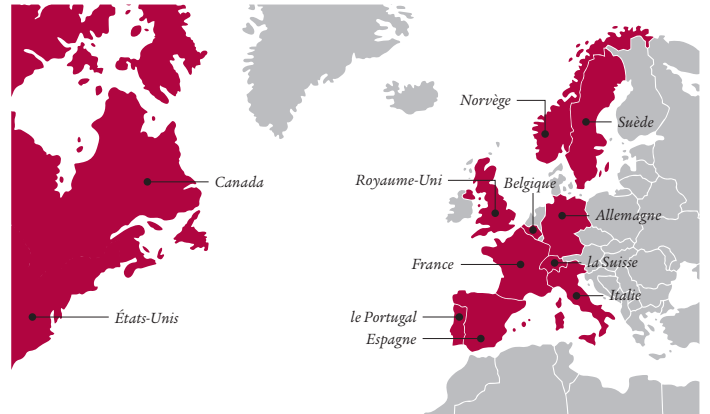 Norvège
Suède
Royaume-Uni
Belgique
Canada
Allemagne
France
la Suisse
Italie
États-Unis
le Portugal
Espagne